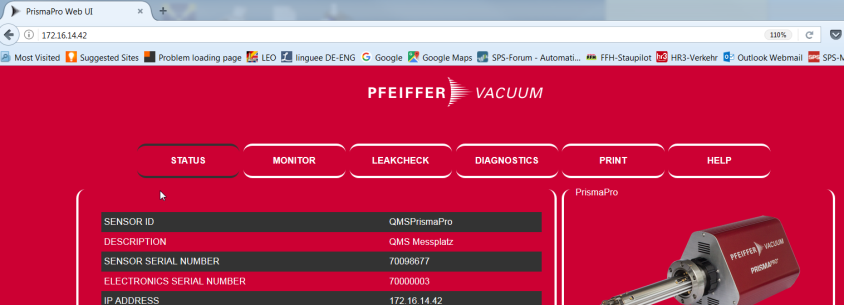 PrismaPro Web UI
172.16.14.42
110%
Most Visited Suggested Sites Problem loading page LEO linguee DE-ENG Google Google Maps SPS-Forum - Automati... FFH-Staupilot HR3-Verkehr Outlook Webmail SPS-M
PFEIFFER VACUUM
STATUS MONITOR LEAKCHECK DIAGNOSTICS PRINT HELP
PrismaPro
SENSOR ID QMSPrismaPro
DESCRIPTION QMS Messplatz
SENSOR SERIAL NUMBER 70098677
ELECTRONICS SERIAL NUMBER 70000003
IP ADDRESS 172.16.14.42
PFEIFFER VACUUM
PRISMAPRO